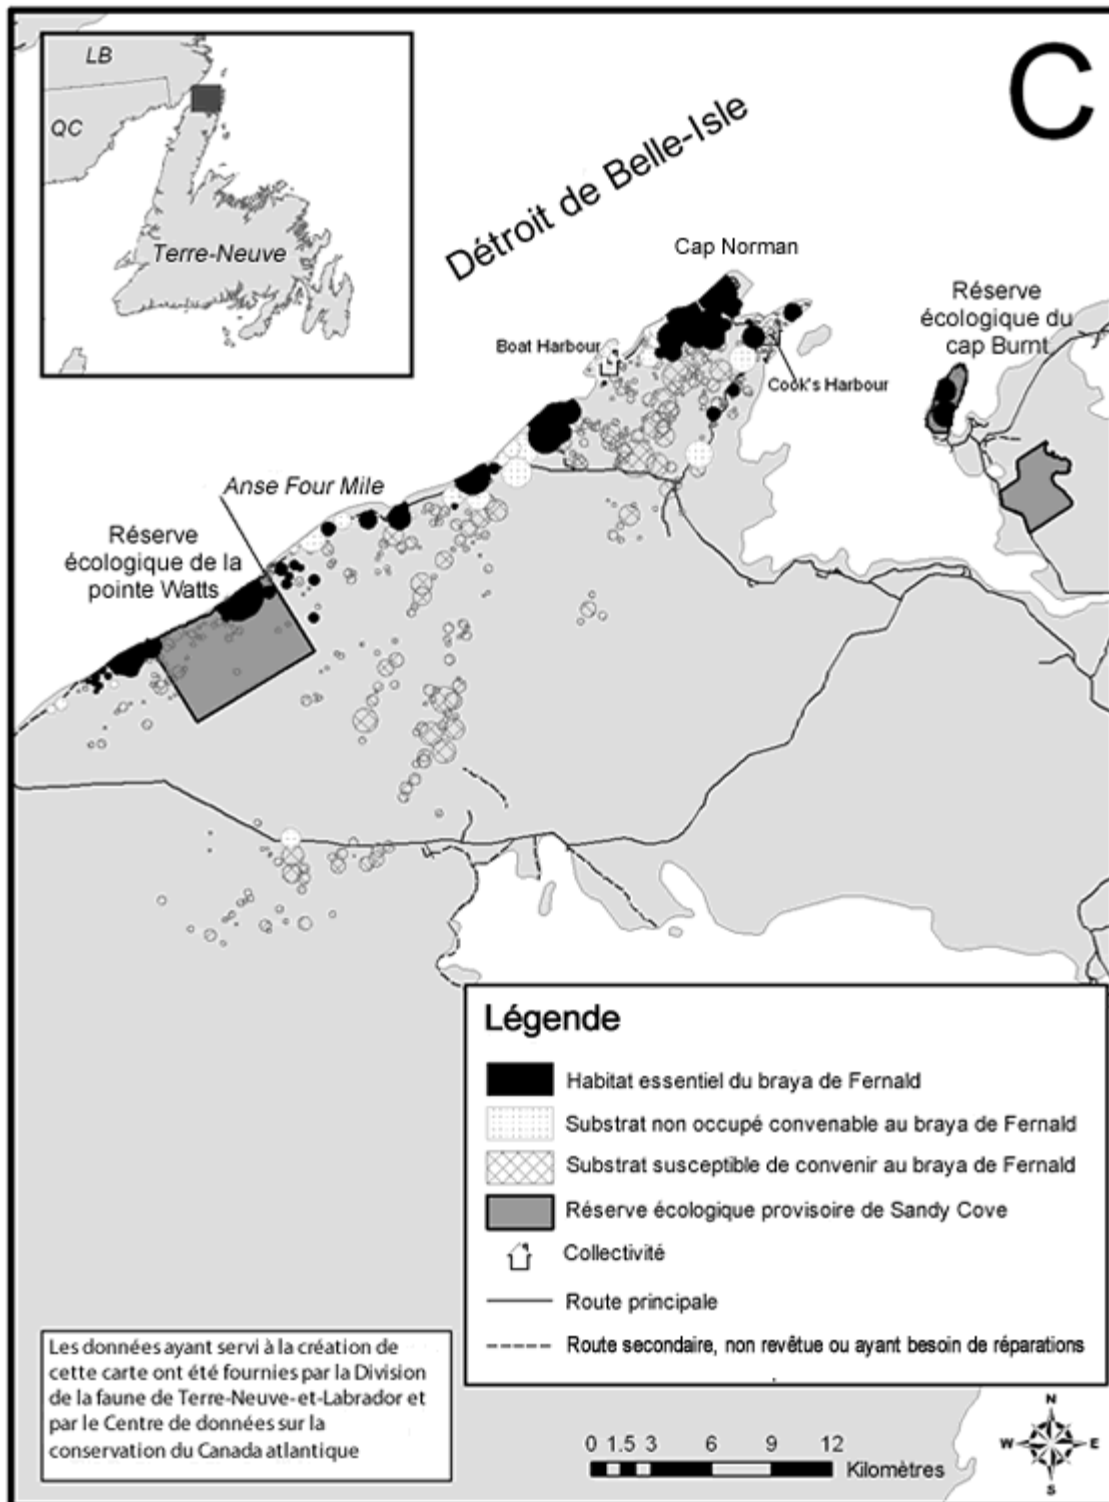 C
LB
QC
Terre-Neuve
Détroit de Belle-Isle
Cap Norman
Réserve
écologique du
cap Burnt
Boat Harbour
Cook's Harbour
Anse Four Mile
Réserve
écologique de la
pointe Watts
Légende
Habitat essentiel du braya de Fernald
Substrat non occupé convenable au braya de Fernald
Substrat susceptible de convenir au braya de Fernald
Réserve écologique provisoire de Sandy Cove
Collectivité
Route principale
Route secondaire, non revêtue ou ayant besoin de réparations
Les données ayant servi à la création de
cette carte ont été fournies par la Division
de la faune de Terre-Neuve-et-Labrador et
par le Centre de données sur la
conservation du Canada atlantique
0 1.5 3 6 9 12
Kilomètres
N
W E
S